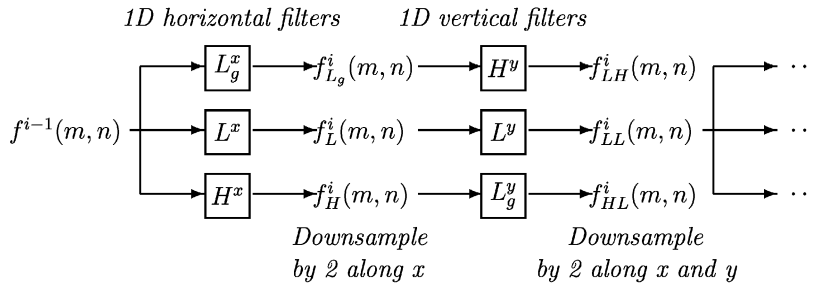 1D horizontal filters 1D vertical filters
L_g^x f_{L_g}^i(m, n) H^y f_{LH}^i(m, n) ..
f^{i-1}(m, n) L^x f_L^i(m, n) L^y f_{LL}^i(m, n) ..
H^x f_H^i(m, n) L_g^y f_{HL}^i(m, n) ..
Downsample Downsample
by 2 along x by 2 along x and y